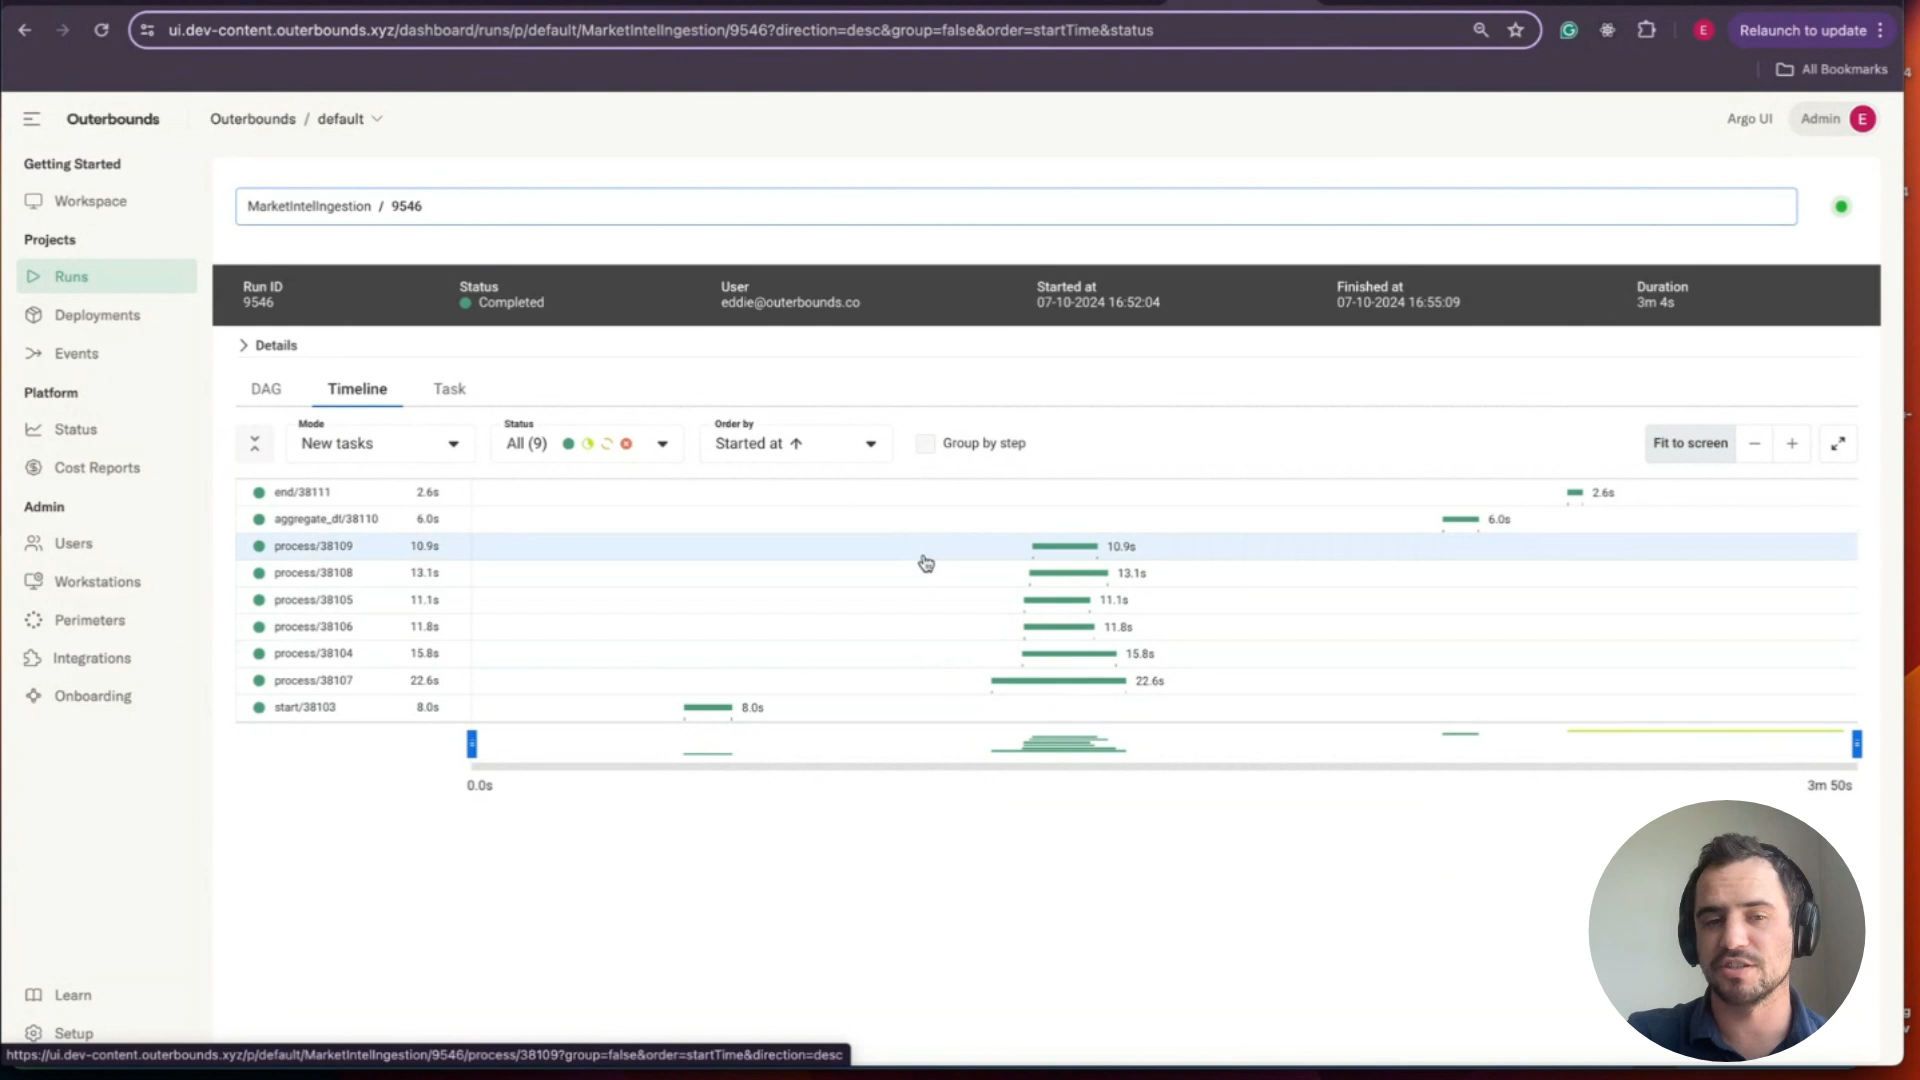 ui.dev-content.outerbounds.xyz/dashboard/runs/p/default/MarketIntelIngestion/9546?direction=desc&group=false&order=startTime&status
E
Relaunch to update
All Bookmarks
Outerbounds
Outerbounds / default
Argo UI
Admin E
Getting Started
Workspace
Projects
Runs
Deployments
Events
Platform
Status
Cost Reports
Admin
Users
Workstations
Perimeters
Integrations
Onboarding
Learn
Setup
MarketIntelIngestion / 9546
Run ID
9546
Status
Completed
User
eddie@outerbounds.co
Started at
07-10-2024 16:52:04
Finished at
07-10-2024 16:55:09
Duration
3m 4s
Details
DAG Timeline Task
Mode
New tasks
Status
All (9)
Order by
Started at ↑
Group by step
Fit to screen
end/38111 2.6s 2.6s
aggregate_df/38110 6.0s 6.0s
process/38109 10.9s 10.9s
process/38108 13.1s 13.1s
process/38105 11.1s 11.1s
process/38106 11.8s 11.8s
process/38104 15.8s 15.8s
process/38107 22.6s 22.6s
start/38103 8.0s 8.0s
0.0s 3m 50s
https://ui.dev-content.outerbounds.xyz/p/default/MarketIntelIngestion/9546/process/38109?group=false&order=startTime&direction=desc